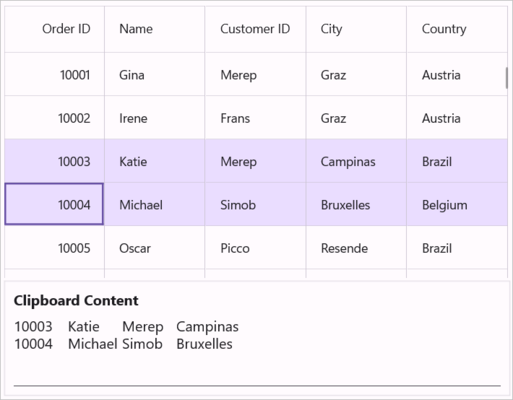 Order ID Name Customer ID City Country
10001 Gina Merep Graz Austria
10002 Irene Frans Graz Austria
10003 Katie Merep Campinas Brazil
10004 Michael Simob Bruxelles Belgium
10005 Oscar Picco Resende Brazil
Clipboard Content
10003 Katie Merep Campinas
10004 Michael Simob Bruxelles